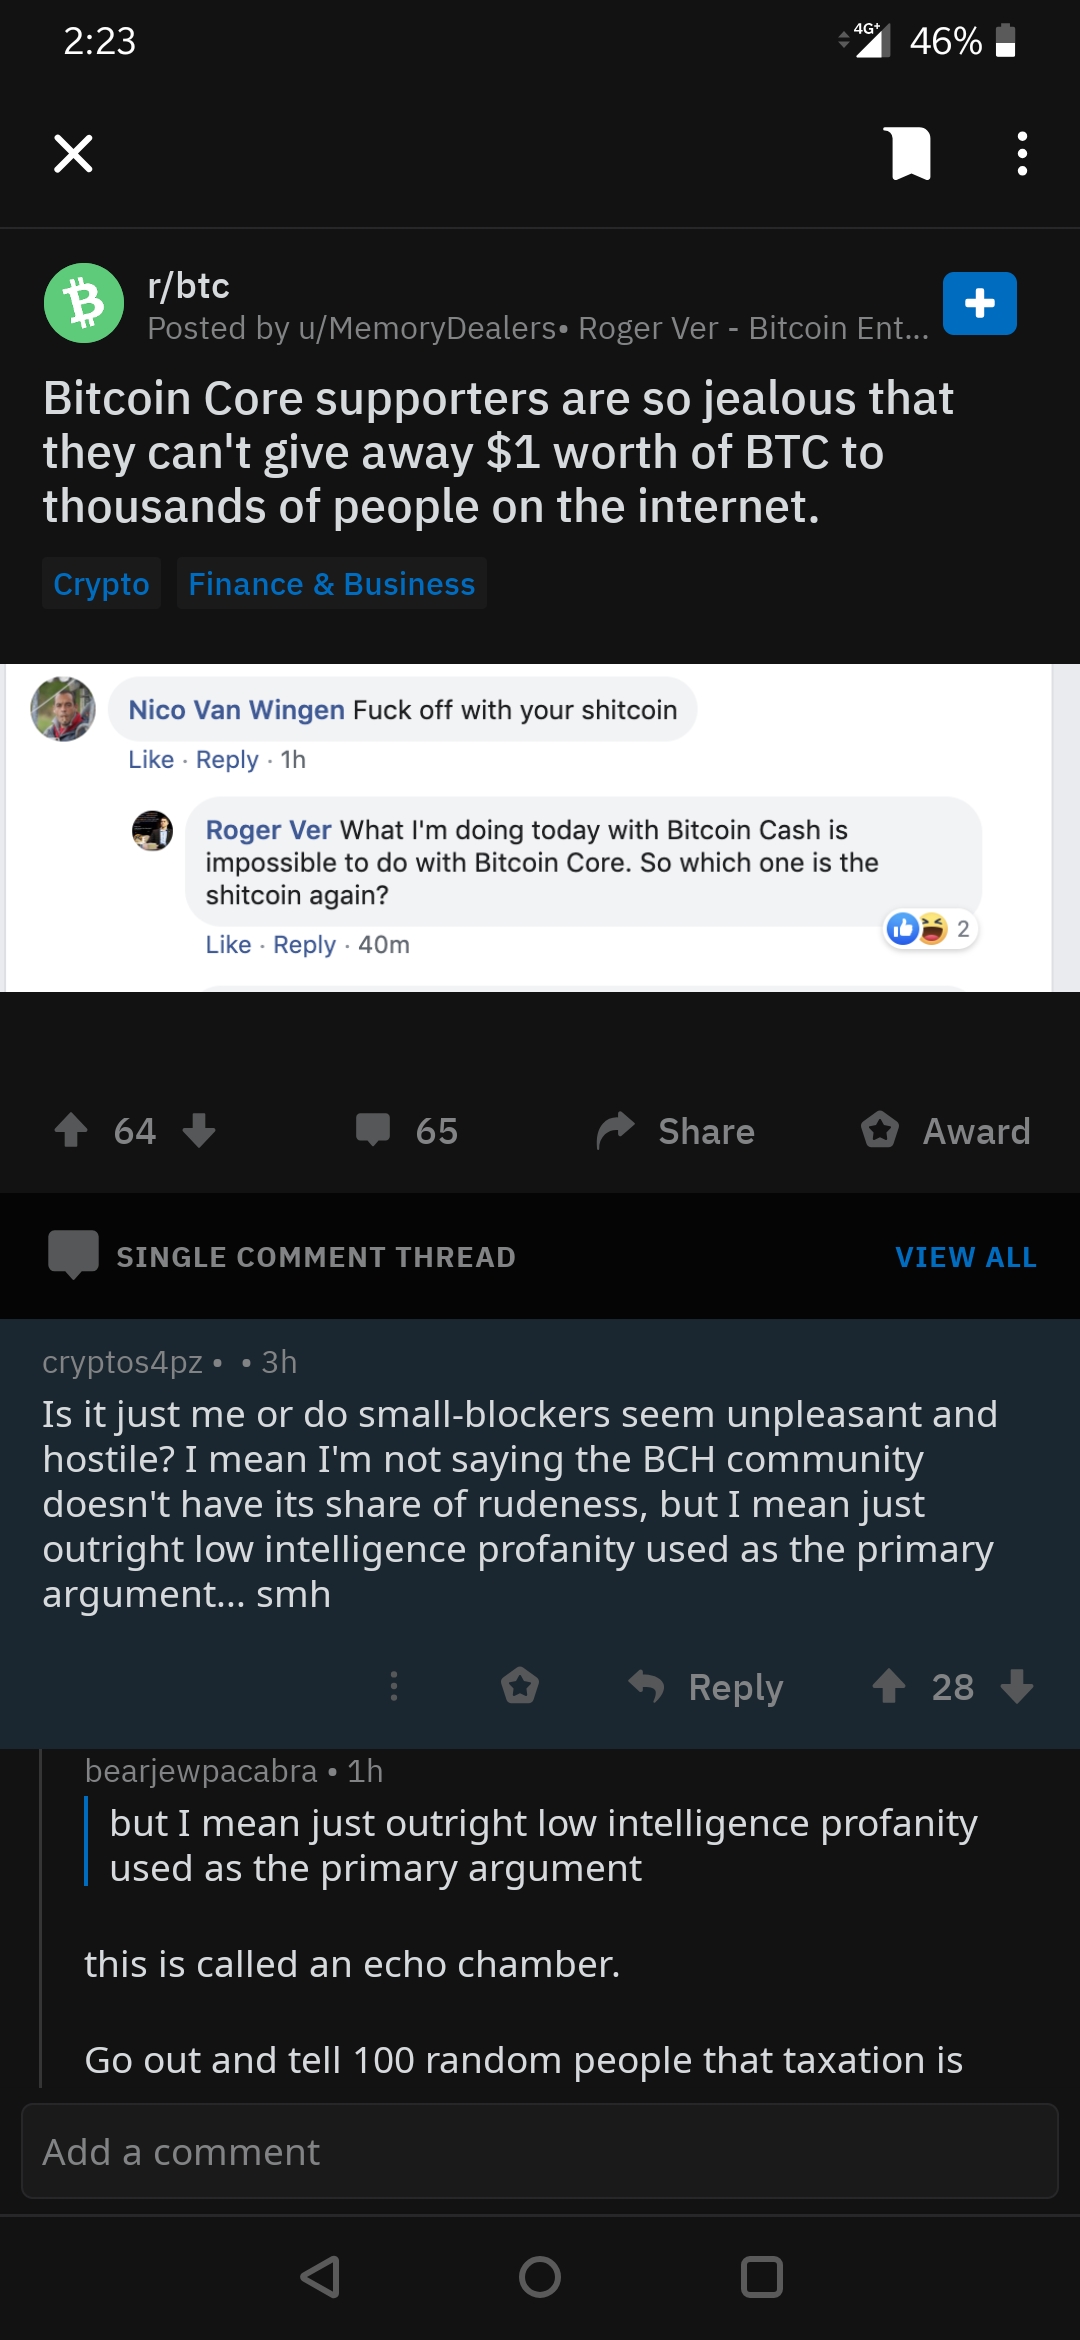 2:23
4G+ 46%
r/btc
Posted by u/MemoryDealers• Roger Ver - Bitcoin Ent...
Bitcoin Core supporters are so jealous that
they can't give away $1 worth of BTC to
thousands of people on the internet.
Crypto Finance & Business
Nico Van Wingen Fuck off with your shitcoin
Like · Reply · 1h
Roger Ver What I'm doing today with Bitcoin Cash is
impossible to do with Bitcoin Core. So which one is the
shitcoin again?
2
Like · Reply · 40m
64 65 Share Award
SINGLE COMMENT THREAD VIEW ALL
cryptos4pz • • 3h
Is it just me or do small-blockers seem unpleasant and
hostile? I mean I'm not saying the BCH community
doesn't have its share of rudeness, but I mean just
outright low intelligence profanity used as the primary
argument... smh
Reply 28
bearjewpacabra • 1h
but I mean just outright low intelligence profanity
used as the primary argument
this is called an echo chamber.
Go out and tell 100 random people that taxation is
Add a comment